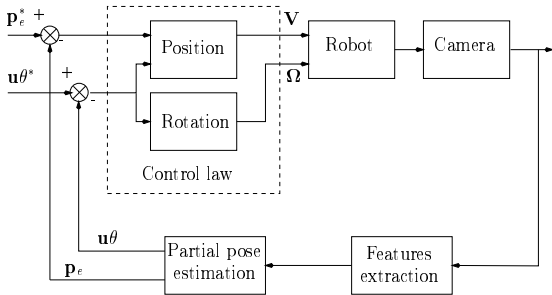 p*e +
-
V
Position
Robot
Camera
uθ* +
-
Ω
Rotation
Control law
uθ
Partial pose
estimation
Features
extraction
pe